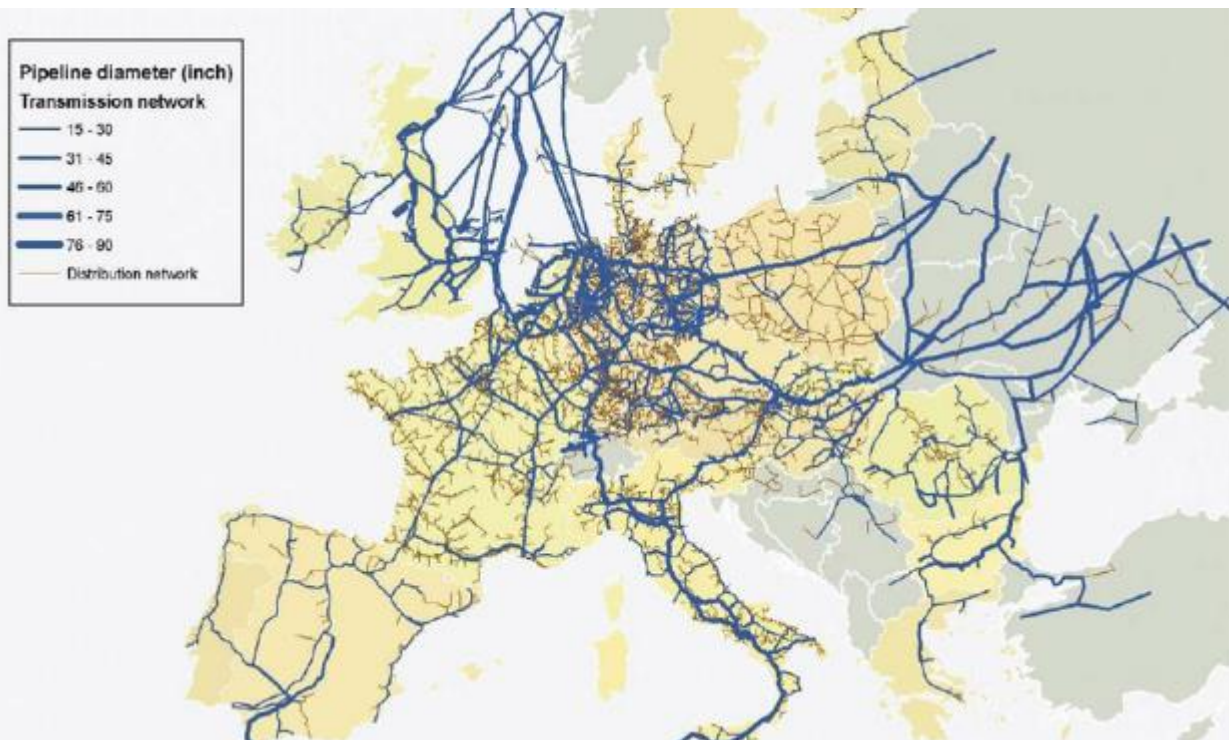 Pipeline diameter (inch)
Transmission network
15 - 30
31 - 45
46 - 60
61 - 75
76 - 90
Distribution network